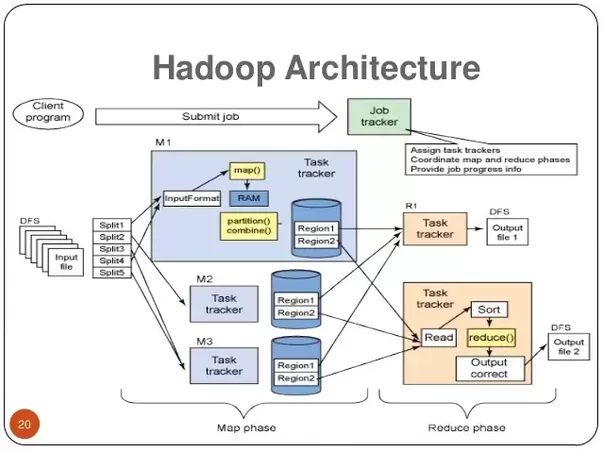 Hadoop Architecture
Client
program
Submit job
Job
tracker
Assign task trackers
Coordinate map and reduce phases
Provide job progress info
M1
Task
tracker
map()
InputFormat
RAM
partition()
combine()
Region1
Region2
DFS
Input
file
Split1
Split2
Split3
Split4
Split5
M2
Task
tracker
Region1
Region2
M3
Task
tracker
Region1
Region2
R1
Task
tracker
DFS
Output
file 1
Task
tracker
Sort
Read
reduce()
Output
correct
DFS
Output
file 2
Map phase
Reduce phase
20